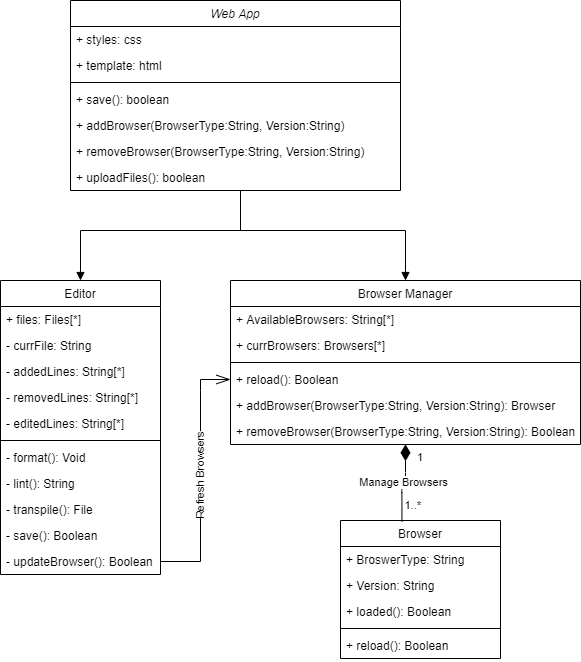 Web App
+ styles: css
+ template: html
+ save(): boolean
+ addBrowser(BrowserType:String, Version:String)
+ removeBrowser(BrowserType:String, Version:String)
+ uploadFiles(): boolean
Editor
+ files: Files[*]
- currFile: String
- addedLines: String[*]
- removedLines: String[*]
- editedLines: String[*]
- format(): Void
- lint(): String
- transpile(): File
- save(): Boolean
- updateBrowser(): Boolean
Refresh Browsers
Browser Manager
+ AvailableBrowsers: String[*]
+ currBrowsers: Browsers[*]
+ reload(): Boolean
+ addBrowser(BrowserType:String, Version:String): Browser
+ removeBrowser(BrowserType:String, Version:String): Boolean
1
Manage Browsers
1..*
Browser
+ BroswerType: String
+ Version: String
+ loaded(): Boolean
+ reload(): Boolean